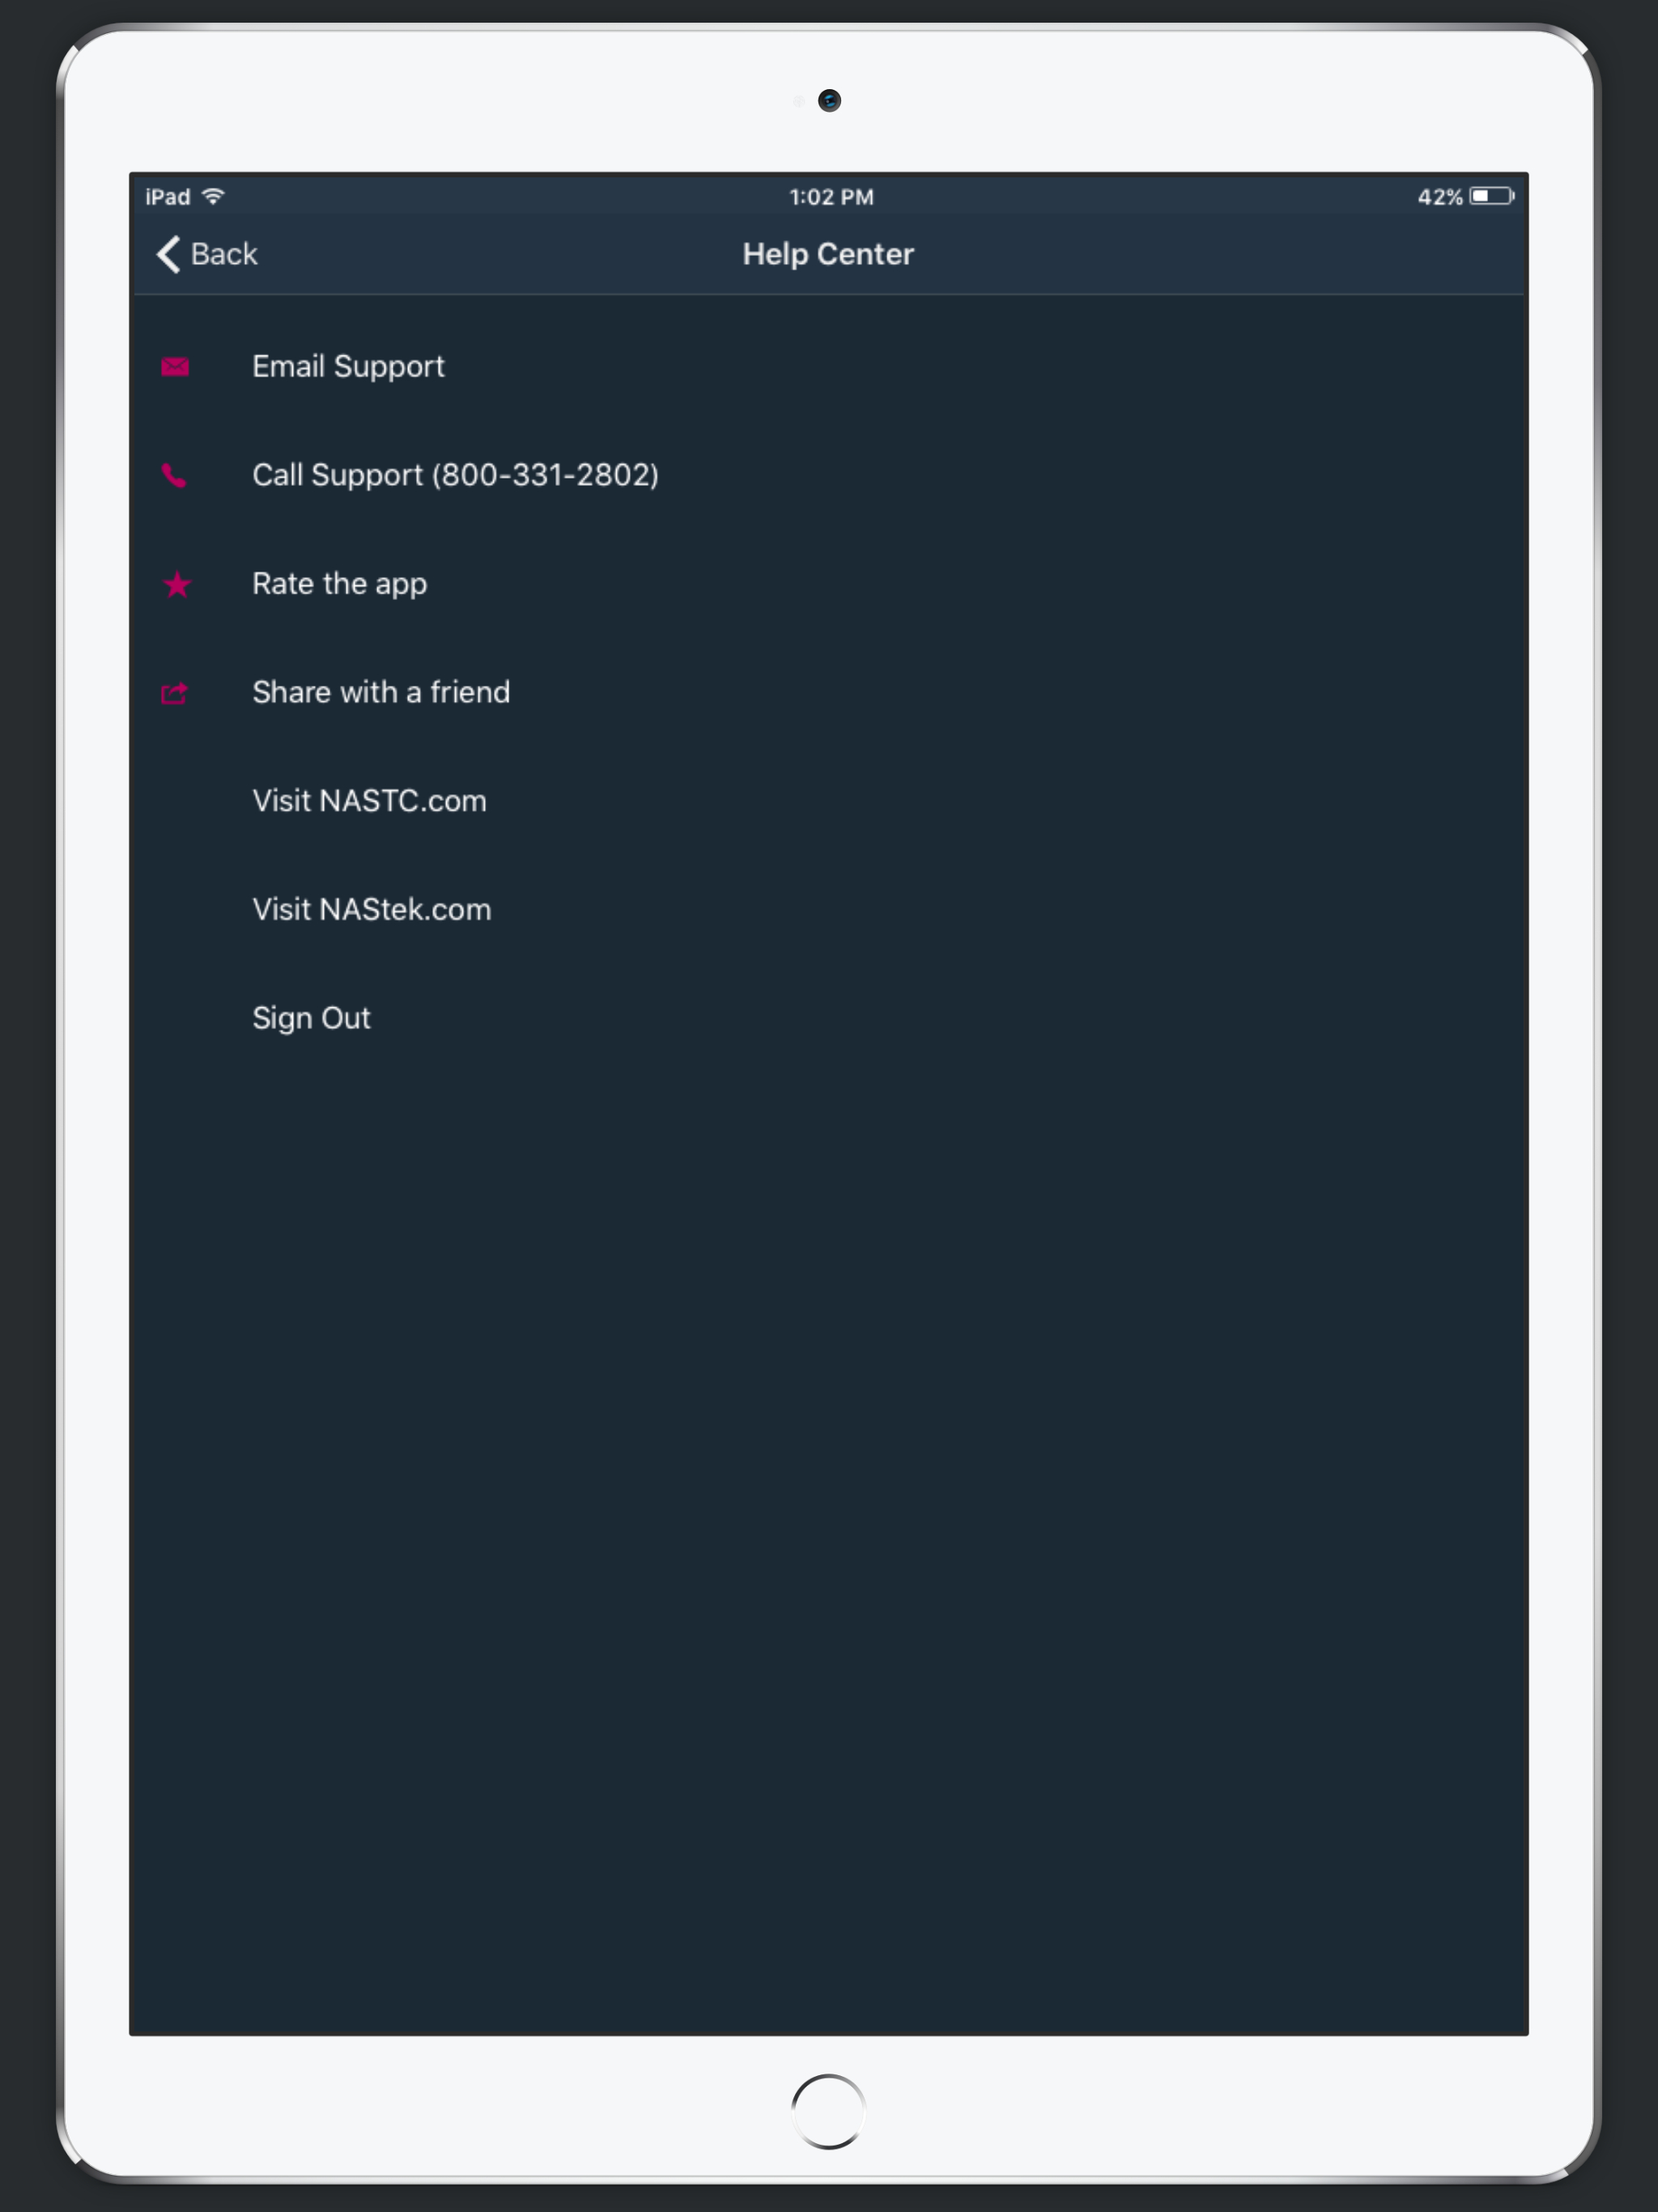 iPad 1:02 PM 42%
Back Help Center
Email Support
Call Support (800-331-2802)
Rate the app
Share with a friend
Visit NASTC.com
Visit NAStek.com
Sign Out